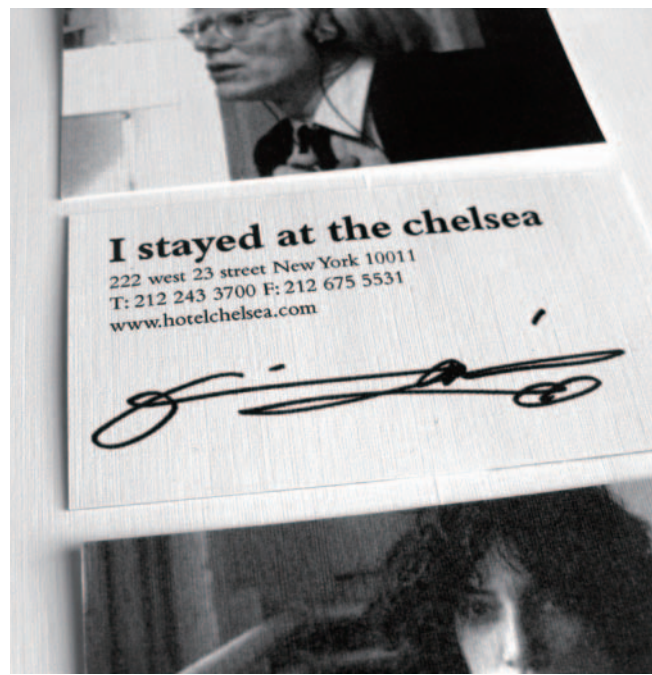 I stayed at the chelsea
222 west 23 street New York 10011
T: 212 243 3700 F: 212 675 5531
www.hotelchelsea.com